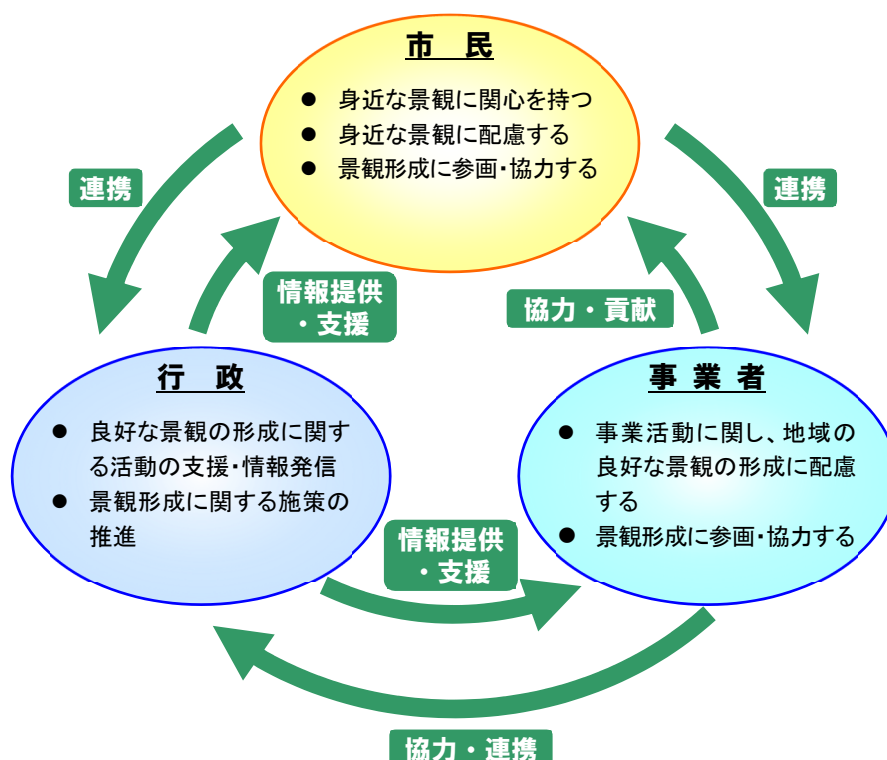 市　民
● 身近な景観に関心を持つ
● 身近な景観に配慮する
● 景観形成に参画・協力する
連携
連携
情報提供
・支援
協力・貢献
行　政
● 良好な景観の形成に関す
る活動の支援・情報発信
● 景観形成に関する施策の
推進
事 業 者
● 事業活動に関し、地域の
良好な景観の形成に配慮
する
● 景観形成に参画・協力する
情報提供
・支援
協力・連携